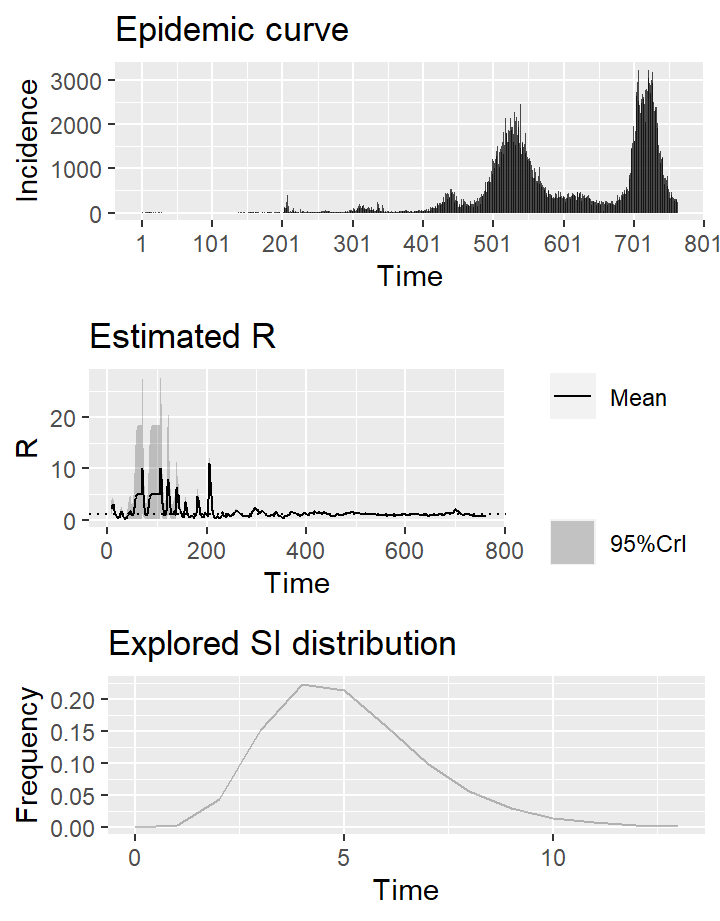 Epidemic curve
3000
2000
1000
0
Incidence
1 101 201 301 401 501 601 701 801
Time
Estimated R
20
10
0
R
0 200 400 600 800
Time
Mean
95%CrI
Explored SI distribution
0.20
0.15
0.10
0.05
0.00
Frequency
0 5 10
Time